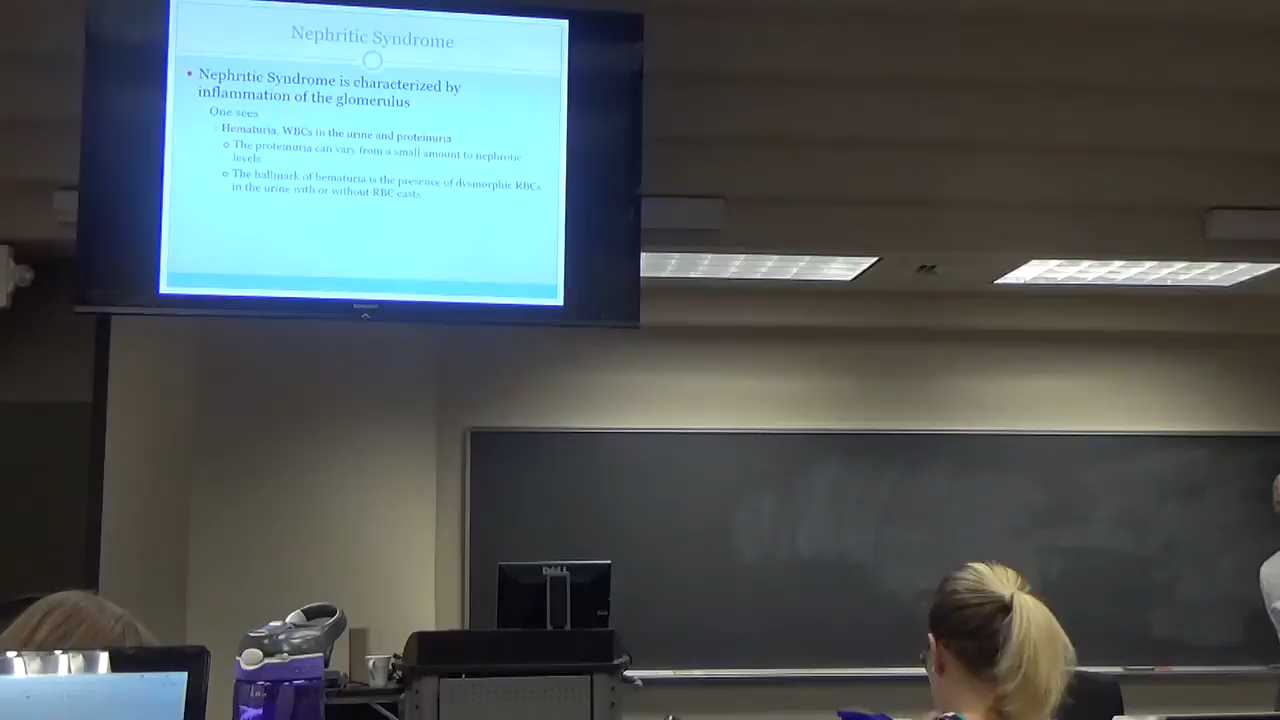 Nephritic Syndrome
• Nephritic Syndrome is characterized by
inflammation of the glomerulus
One sees
Hematuria, WBCs in the urine and proteinuria
o The proteinuria can vary from a small amount to nephrotic
levels
o The hallmark of hematuria is the presence of dysmorphic RBCs
in the urine with or without RBC casts
DELL